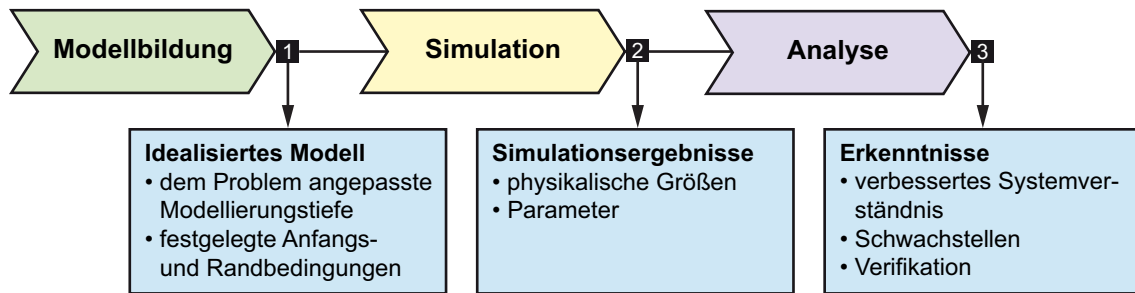 Modellbildung
1
Simulation
2
Analyse
3
Idealisiertes Modell
• dem Problem angepasste
Modellierungstiefe
• festgelegte Anfangs-
und Randbedingungen
Simulationsergebnisse
• physikalische Größen
• Parameter
Erkenntnisse
• verbessertes Systemver-
ständnis
• Schwachstellen
• Verifikation